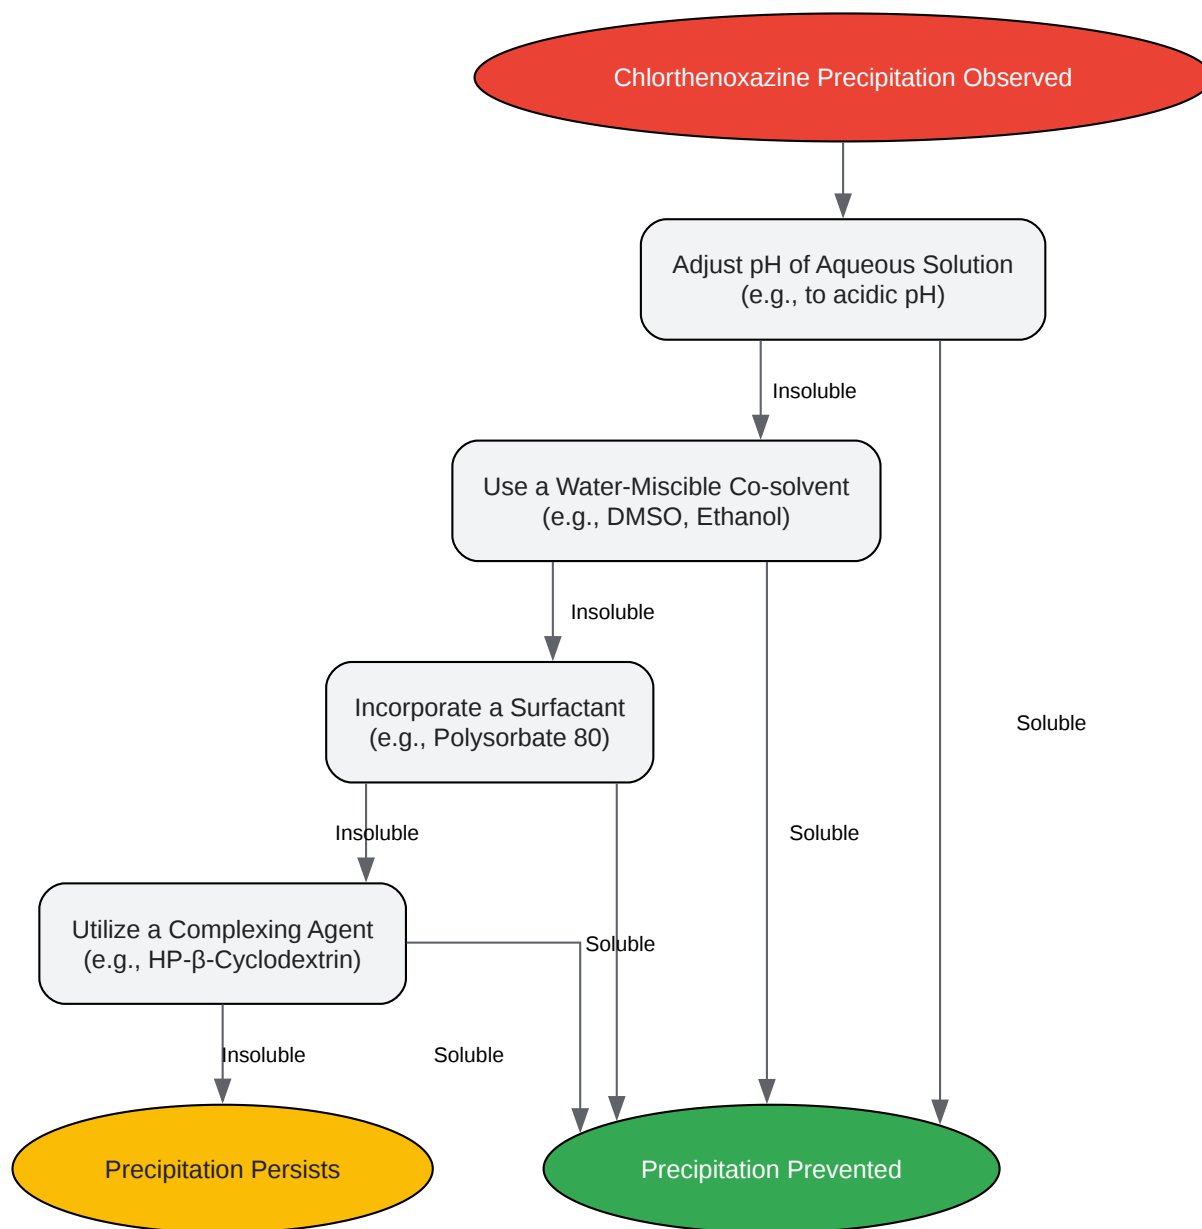 Chlorthenoxazine Precipitation Observed
Adjust pH of Aqueous Solution
(e.g., to acidic pH)
Insoluble
Use a Water-Miscible Co-solvent
(e.g., DMSO, Ethanol)
Insoluble
Incorporate a Surfactant
(e.g., Polysorbate 80)
Soluble
Insoluble
Soluble
Utilize a Complexing Agent
(e.g., HP-β-Cyclodextrin)
Soluble
Insoluble
Soluble
Precipitation Persists
Precipitation Prevented